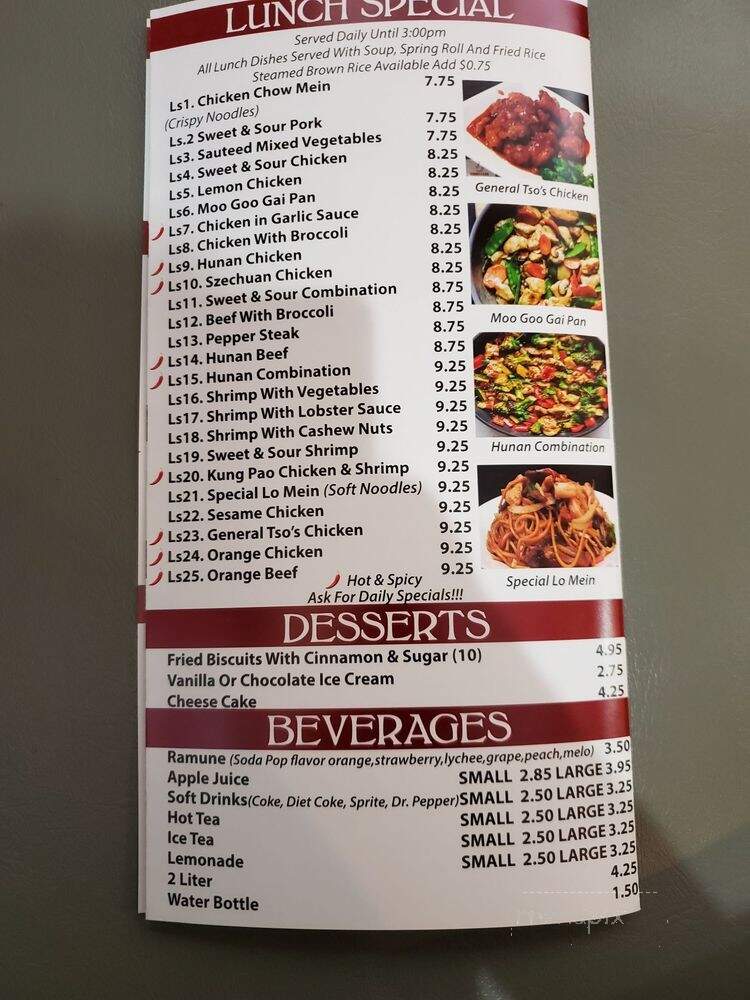 LUNCH SPECIAL
Served Daily Until 3:00pm
All Lunch Dishes Served With Soup, Spring Roll And Fried Rice
Steamed Brown Rice Available Add $0.75
Ls1. Chicken Chow Mein 7.75
(Crispy Noodles)
Ls.2 Sweet & Sour Pork 7.75
Ls3. Sauteed Mixed Vegetables 7.75
Ls4. Sweet & Sour Chicken 8.25
Ls5. Lemon Chicken 8.25
Ls6. Moo Goo Gai Pan 8.25
Ls7. Chicken in Garlic Sauce 8.25
Ls8. Chicken With Broccoli 8.25
Ls9. Hunan Chicken 8.25
Ls10. Szechuan Chicken 8.25
Ls11. Sweet & Sour Combination 8.75
Ls12. Beef With Broccoli 8.75
Ls13. Pepper Steak 8.75
Ls14. Hunan Beef 8.75
Ls15. Hunan Combination 9.25
Ls16. Shrimp With Vegetables 9.25
Ls17. Shrimp With Lobster Sauce 9.25
Ls18. Shrimp With Cashew Nuts 9.25
Ls19. Sweet & Sour Shrimp 9.25
Ls20. Kung Pao Chicken & Shrimp 9.25
Ls21. Special Lo Mein (Soft Noodles) 9.25
Ls22. Sesame Chicken 9.25
Ls23. General Tso's Chicken 9.25
Ls24. Orange Chicken 9.25
Ls25. Orange Beef 9.25
Hot & Spicy
Ask For Daily Specials!!!
General Tso's Chicken
Moo Goo Gai Pan
Hunan Combination
Special Lo Mein
DESSERTS
Fried Biscuits With Cinnamon & Sugar (10) 4.95
Vanilla Or Chocolate Ice Cream 2.75
Cheese Cake 4.25
BEVERAGES
Ramune (Soda Pop flavor orange,strawberry,lychee,grape,peach,melo) 3.50
Apple Juice SMALL 2.85 LARGE 3.95
Soft Drinks(Coke, Diet Coke, Sprite, Dr. Pepper) SMALL 2.50 LARGE 3.25
Hot Tea SMALL 2.50 LARGE 3.25
Ice Tea SMALL 2.50 LARGE 3.25
Lemonade SMALL 2.50 LARGE 3.25
2 Liter 4.25
Water Bottle 1.50